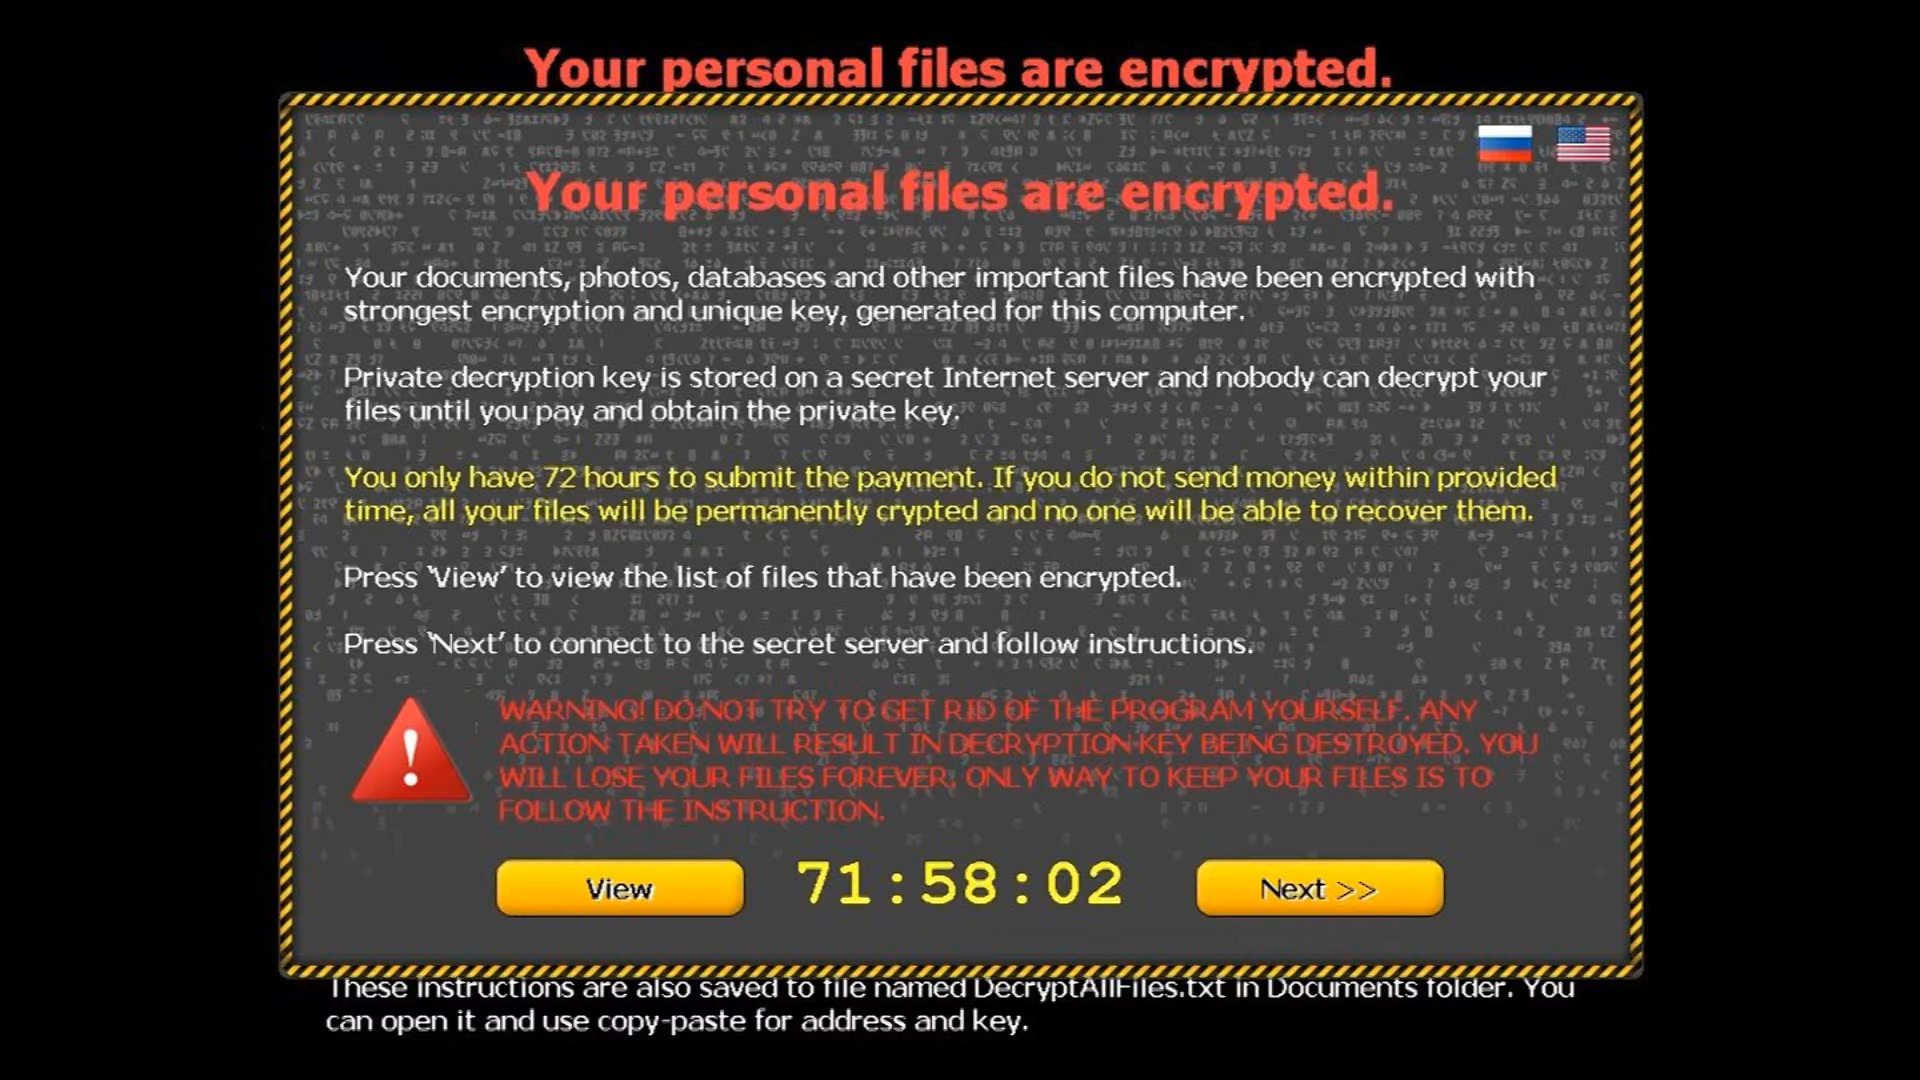 Your personal files are encrypted.
Your personal files are encrypted.
Your documents, photos, databases and other important files have been encrypted with
strongest encryption and unique key, generated for this computer.
Private decryption key is stored on a secret Internet server and nobody can decrypt your
files until you pay and obtain the private key.
You only have 72 hours to submit the payment. If you do not send money within provided
time, all your files will be permanently crypted and no one will be able to recover them.
Press 'View' to view the list of files that have been encrypted.
Press 'Next' to connect to the secret server and follow instructions.
WARNING! DO NOT TRY TO GET RID OF THE PROGRAM YOURSELF. ANY
ACTION TAKEN WILL RESULT IN DECRYPTION KEY BEING DESTROYED. YOU
WILL LOSE YOUR FILES FOREVER. ONLY WAY TO KEEP YOUR FILES IS TO
FOLLOW THE INSTRUCTION.
View
71:58:02
Next >>
These instructions are also saved to file named DecryptAllFiles.txt in Documents folder. You
can open it and use copy-paste for address and key.